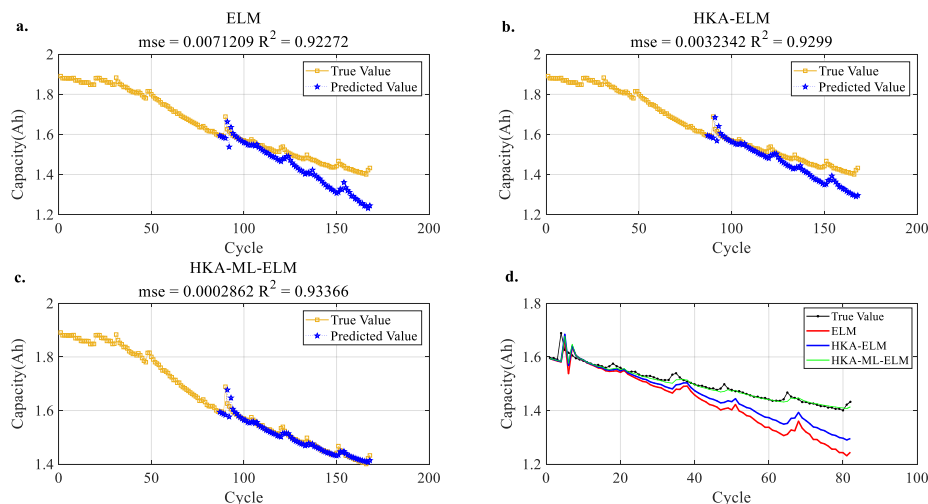 a.
ELM
mse = 0.0071209 R² = 0.92272
2
1.8
1.6
1.4
1.2
Capacity(Ah)
True Value
Predicted Value
0
50
100
150
200
Cycle
b.
HKA-ELM
mse = 0.0032342 R² = 0.9299
2
1.8
1.6
1.4
1.2
Capacity(Ah)
True Value
Predicted Value
0
50
100
150
200
Cycle
c.
HKA-ML-ELM
mse = 0.0002862 R² = 0.93366
2
1.8
1.6
1.4
Capacity(Ah)
True Value
Predicted Value
0
50
100
150
200
Cycle
d.
1.8
1.6
1.4
1.2
Capacity(Ah)
True Value
ELM
HKA-ELM
HKA-ML-ELM
0
20
40
60
80
100
Cycle